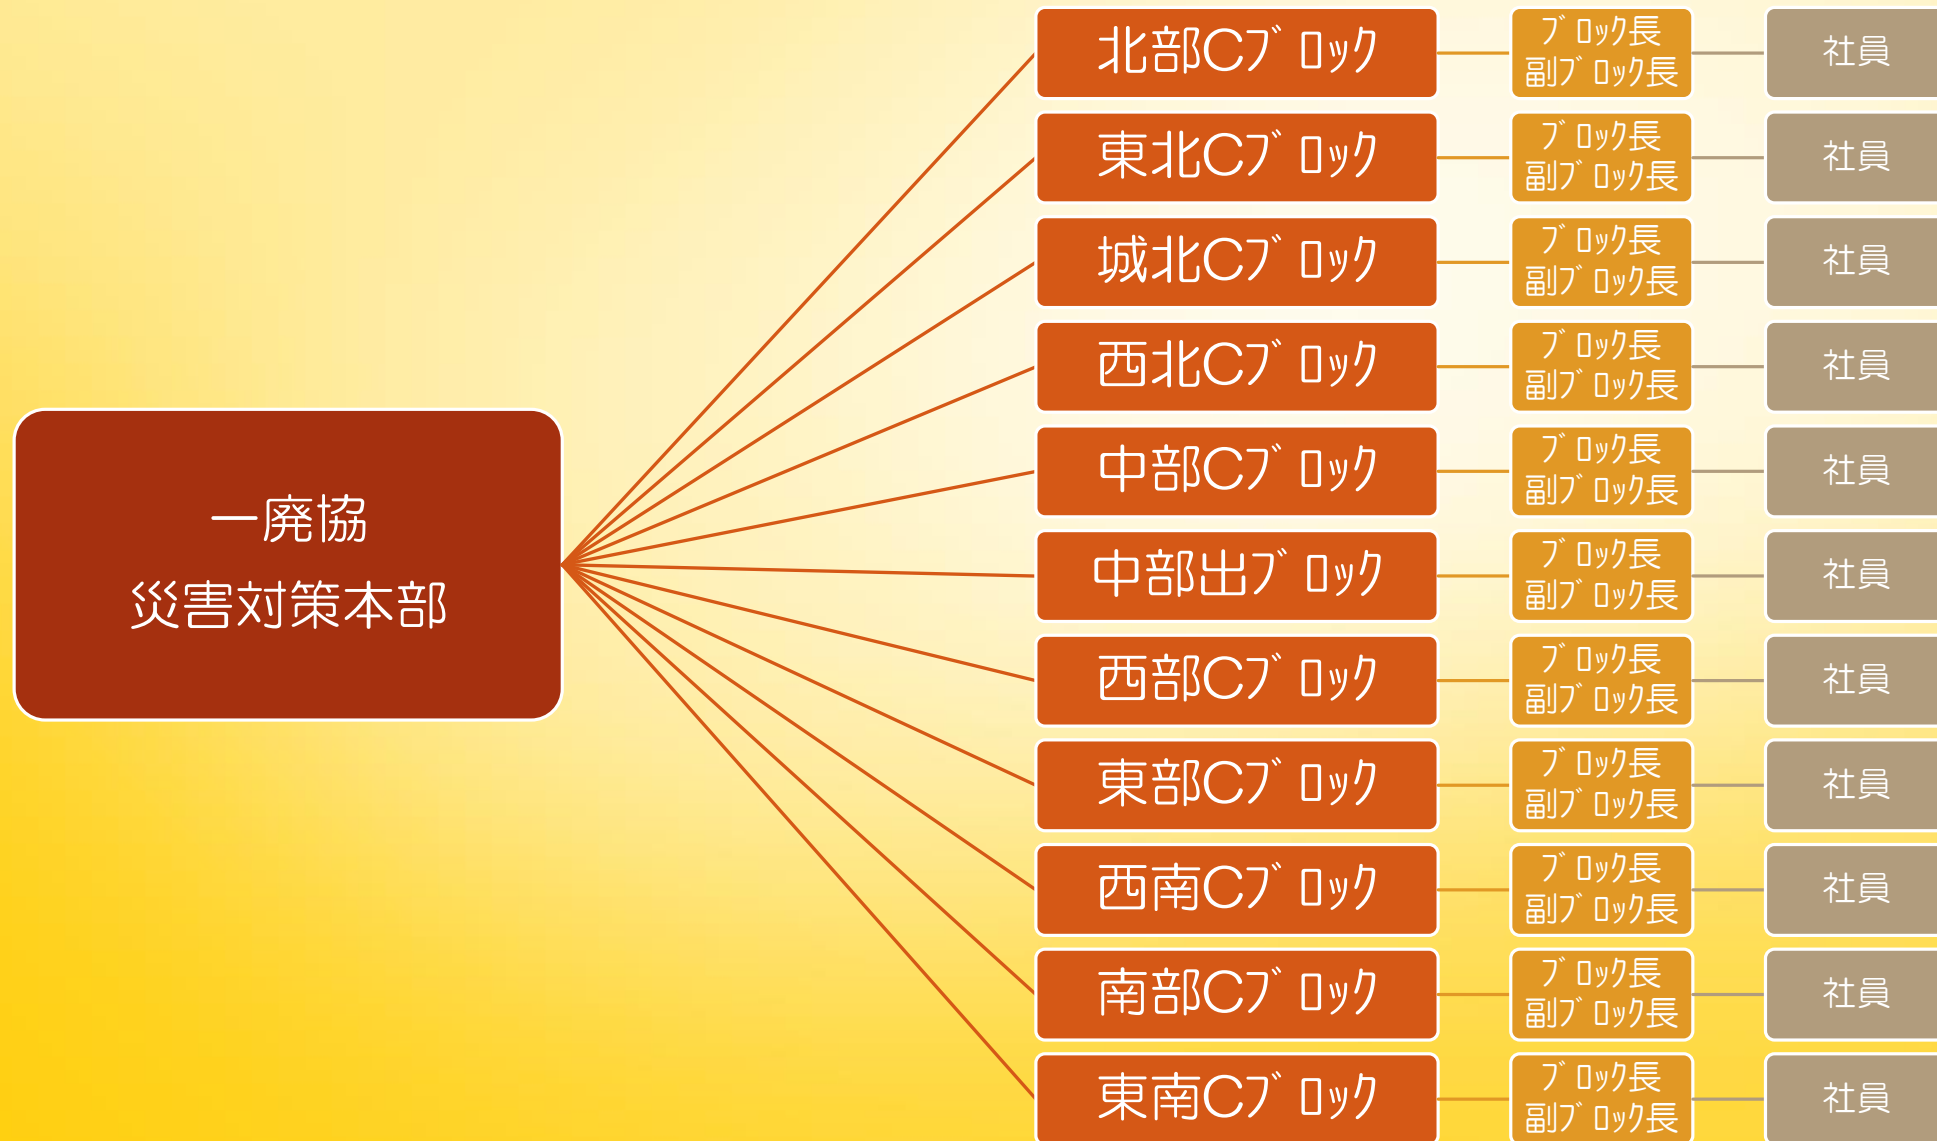 一廃協
災害対策本部
北部Cﾌﾞﾛｯｸ
ﾌﾞﾛｯｸ長
副ﾌﾞﾛｯｸ長
社員
東北Cﾌﾞﾛｯｸ
ﾌﾞﾛｯｸ長
副ﾌﾞﾛｯｸ長
社員
城北Cﾌﾞﾛｯｸ
ﾌﾞﾛｯｸ長
副ﾌﾞﾛｯｸ長
社員
西北Cﾌﾞﾛｯｸ
ﾌﾞﾛｯｸ長
副ﾌﾞﾛｯｸ長
社員
中部Cﾌﾞﾛｯｸ
ﾌﾞﾛｯｸ長
副ﾌﾞﾛｯｸ長
社員
中部出ﾌﾞﾛｯｸ
ﾌﾞﾛｯｸ長
副ﾌﾞﾛｯｸ長
社員
西部Cﾌﾞﾛｯｸ
ﾌﾞﾛｯｸ長
副ﾌﾞﾛｯｸ長
社員
東部Cﾌﾞﾛｯｸ
ﾌﾞﾛｯｸ長
副ﾌﾞﾛｯｸ長
社員
西南Cﾌﾞﾛｯｸ
ﾌﾞﾛｯｸ長
副ﾌﾞﾛｯｸ長
社員
南部Cﾌﾞﾛｯｸ
ﾌﾞﾛｯｸ長
副ﾌﾞﾛｯｸ長
社員
東南Cﾌﾞﾛｯｸ
ﾌﾞﾛｯｸ長
副ﾌﾞﾛｯｸ長
社員